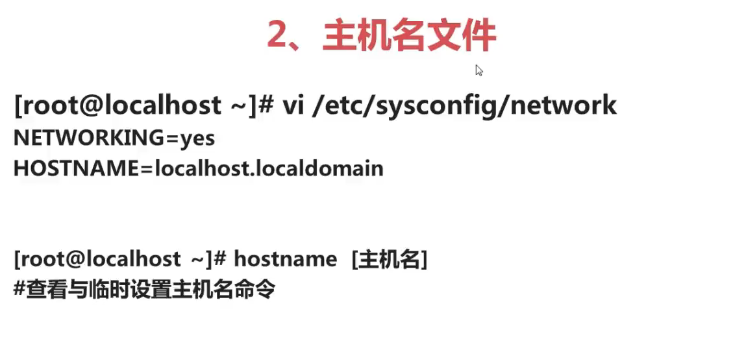 2、主机名文件
[root@localhost ~]# vi /etc/sysconfig/network
NETWORKING=yes
HOSTNAME=localhost.localdomain
[root@localhost ~]# hostname [主机名]
#查看与临时设置主机名命令